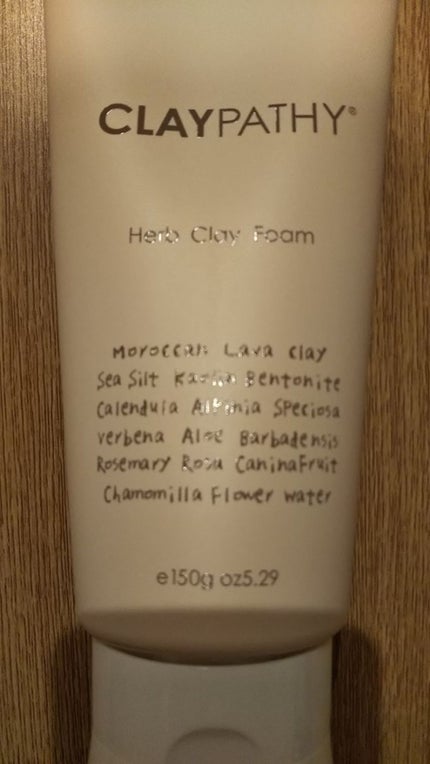 CLAYPATHY®
Herb Clay Foam
Moroccan Lava clay
Sea Silt Kaolin Bentonite
Calendula Alpinia Speciosa
verbena Aloe Barbadensis
Rosemary Rosa CaninaFruit
Chamomilla Flower water
e150g oz5.29